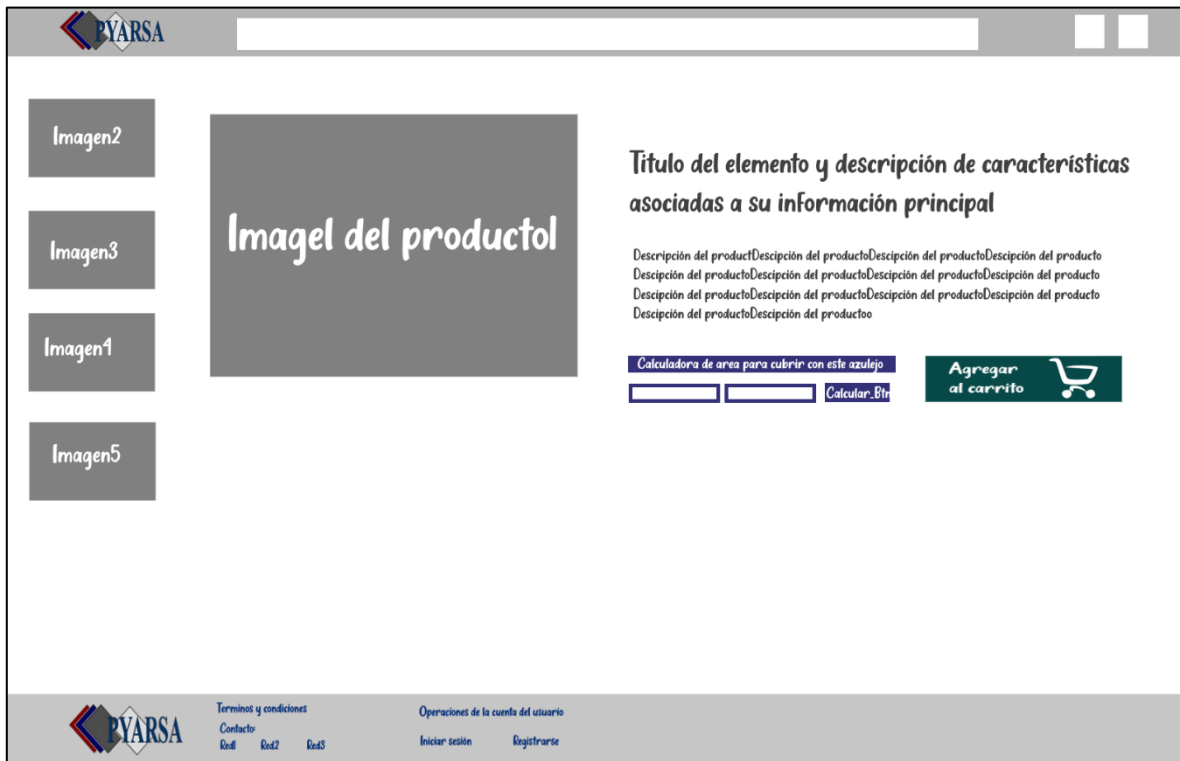 PYARSA
Imagen2
Imagen3
Imagen4
Imagen5
Imagel del productol
Titulo del elemento y descripción de características
asociadas a su información principal
Descripción del productDescipción del productoDescipción del productoDescipción del producto
Descipción del productoDescipción del productoDescipción del productoDescipción del producto
Descipción del productoDescipción del productoDescipción del productoDescipción del producto
Descipción del productoDescipción del productoo
Calculadora de area para cubrir con este azulejo
Calcular_Btn
Agregar
al carrito
PYARSA
Terminos y condiciones
Contacto:
Red1 Red2 Red3
Operaciones de la cuenta del usuario
Iniciar sesión Registrarse